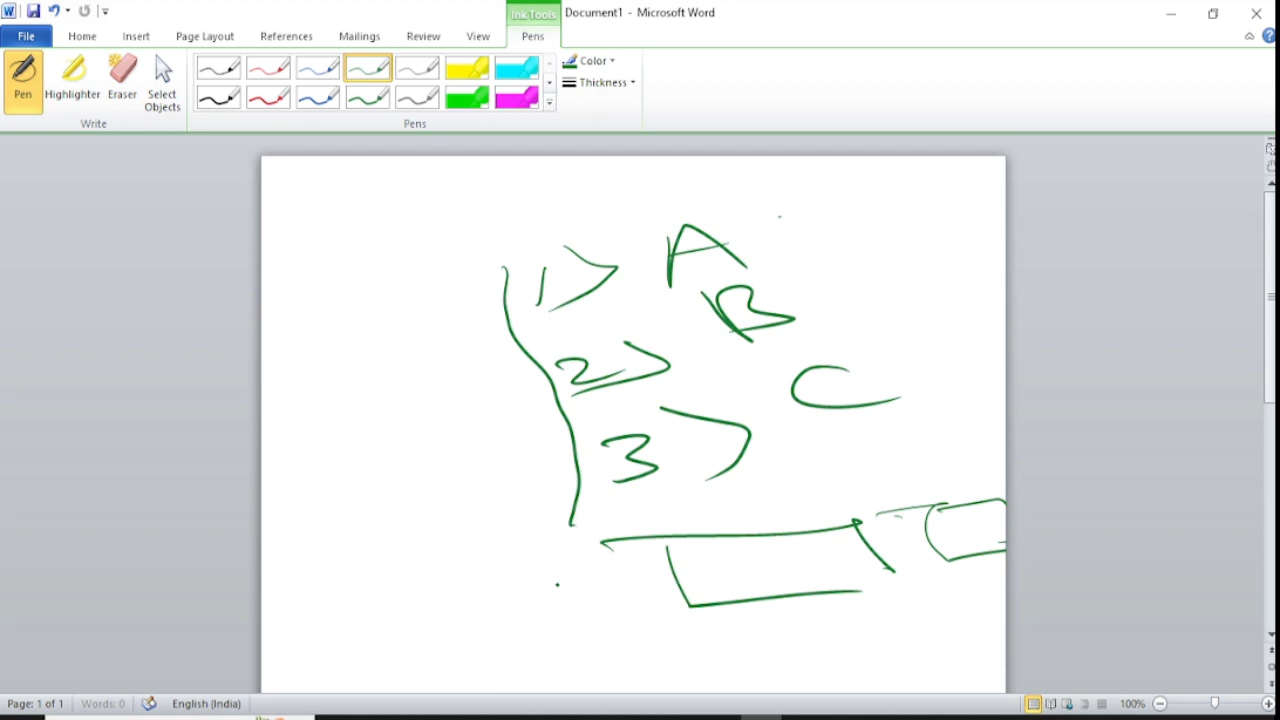 Ink Tools
Document1 - Microsoft Word
File Home Insert Page Layout References Mailings Review View Pens
Pen Highlighter Eraser Select Objects
Color
Thickness
Write
Pens
1> A
B
2>
C
3>
Page: 1 of 1 Words: 0 English (India) 100%